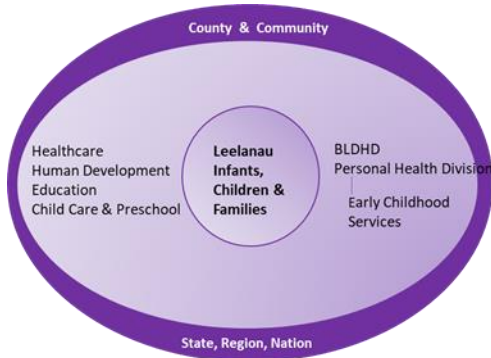 County & Community
Healthcare
Human Development
Education
Child Care & Preschool
Leelanau
Infants,
Children &
Families
BLDHD
Personal Health Division
Early Childhood
Services
State, Region, Nation